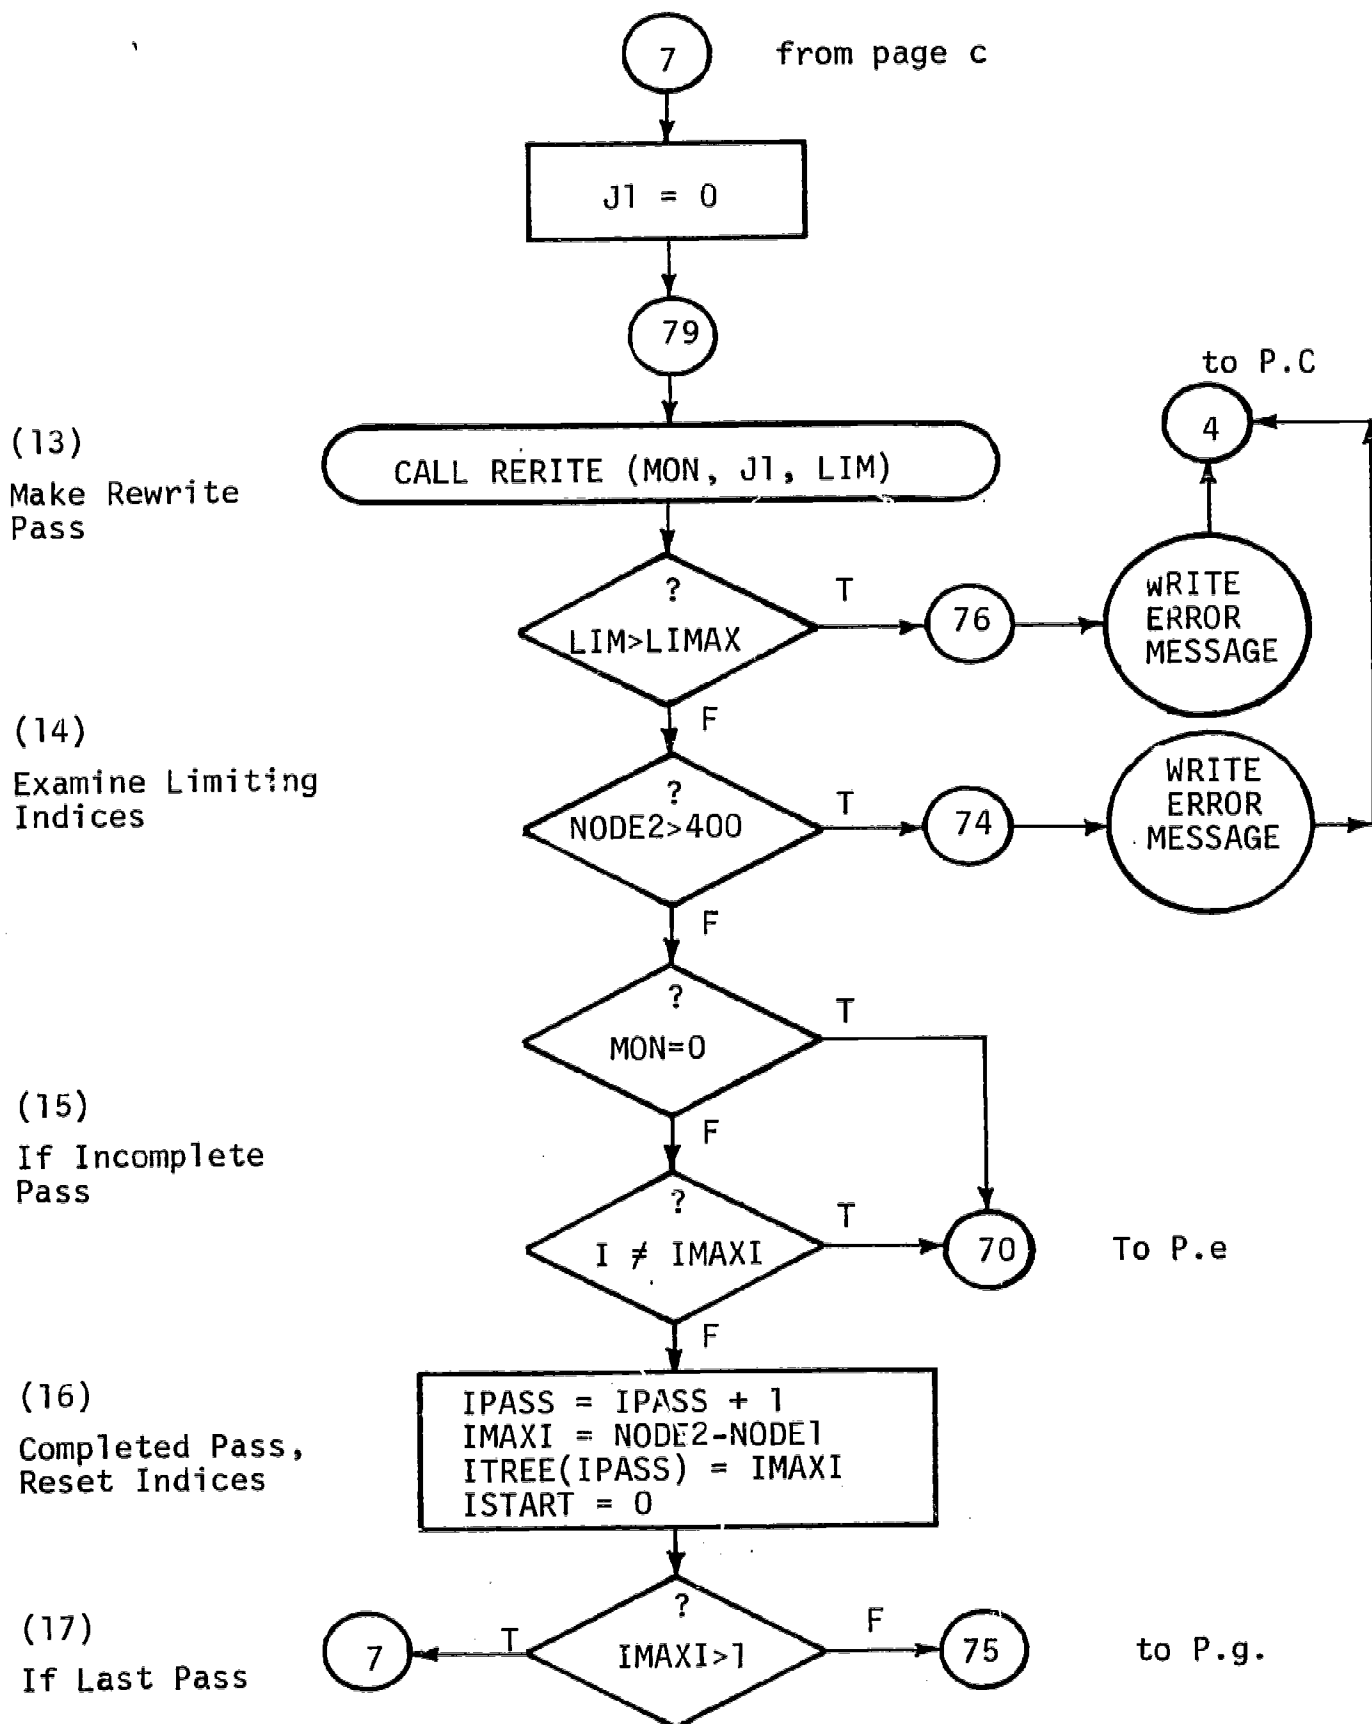 7 from page c
J1 = 0
79
to P.C
4
(13)
Make Rewrite
Pass
CALL RERITE (MON, J1, LIM)
?
LIM>LIMAX
T
76
wRITE
ERROR
MESSAGE
F
(14)
Examine Limiting
Indices
?
NODE2>400
T
74
WRITE
ERROR
MESSAGE
F
?
MON=0
T
F
(15)
If Incomplete
Pass
?
I ≠ IMAXI
T
70
To P.e
F
(16)
Completed Pass,
Reset Indices
IPASS = IPASS + 1
IMAXI = NODE2-NODE1
ITREE(IPASS) = IMAXI
ISTART = 0
(17)
If Last Pass
7
T
?
IMAXI>1
F
75
to P.g.